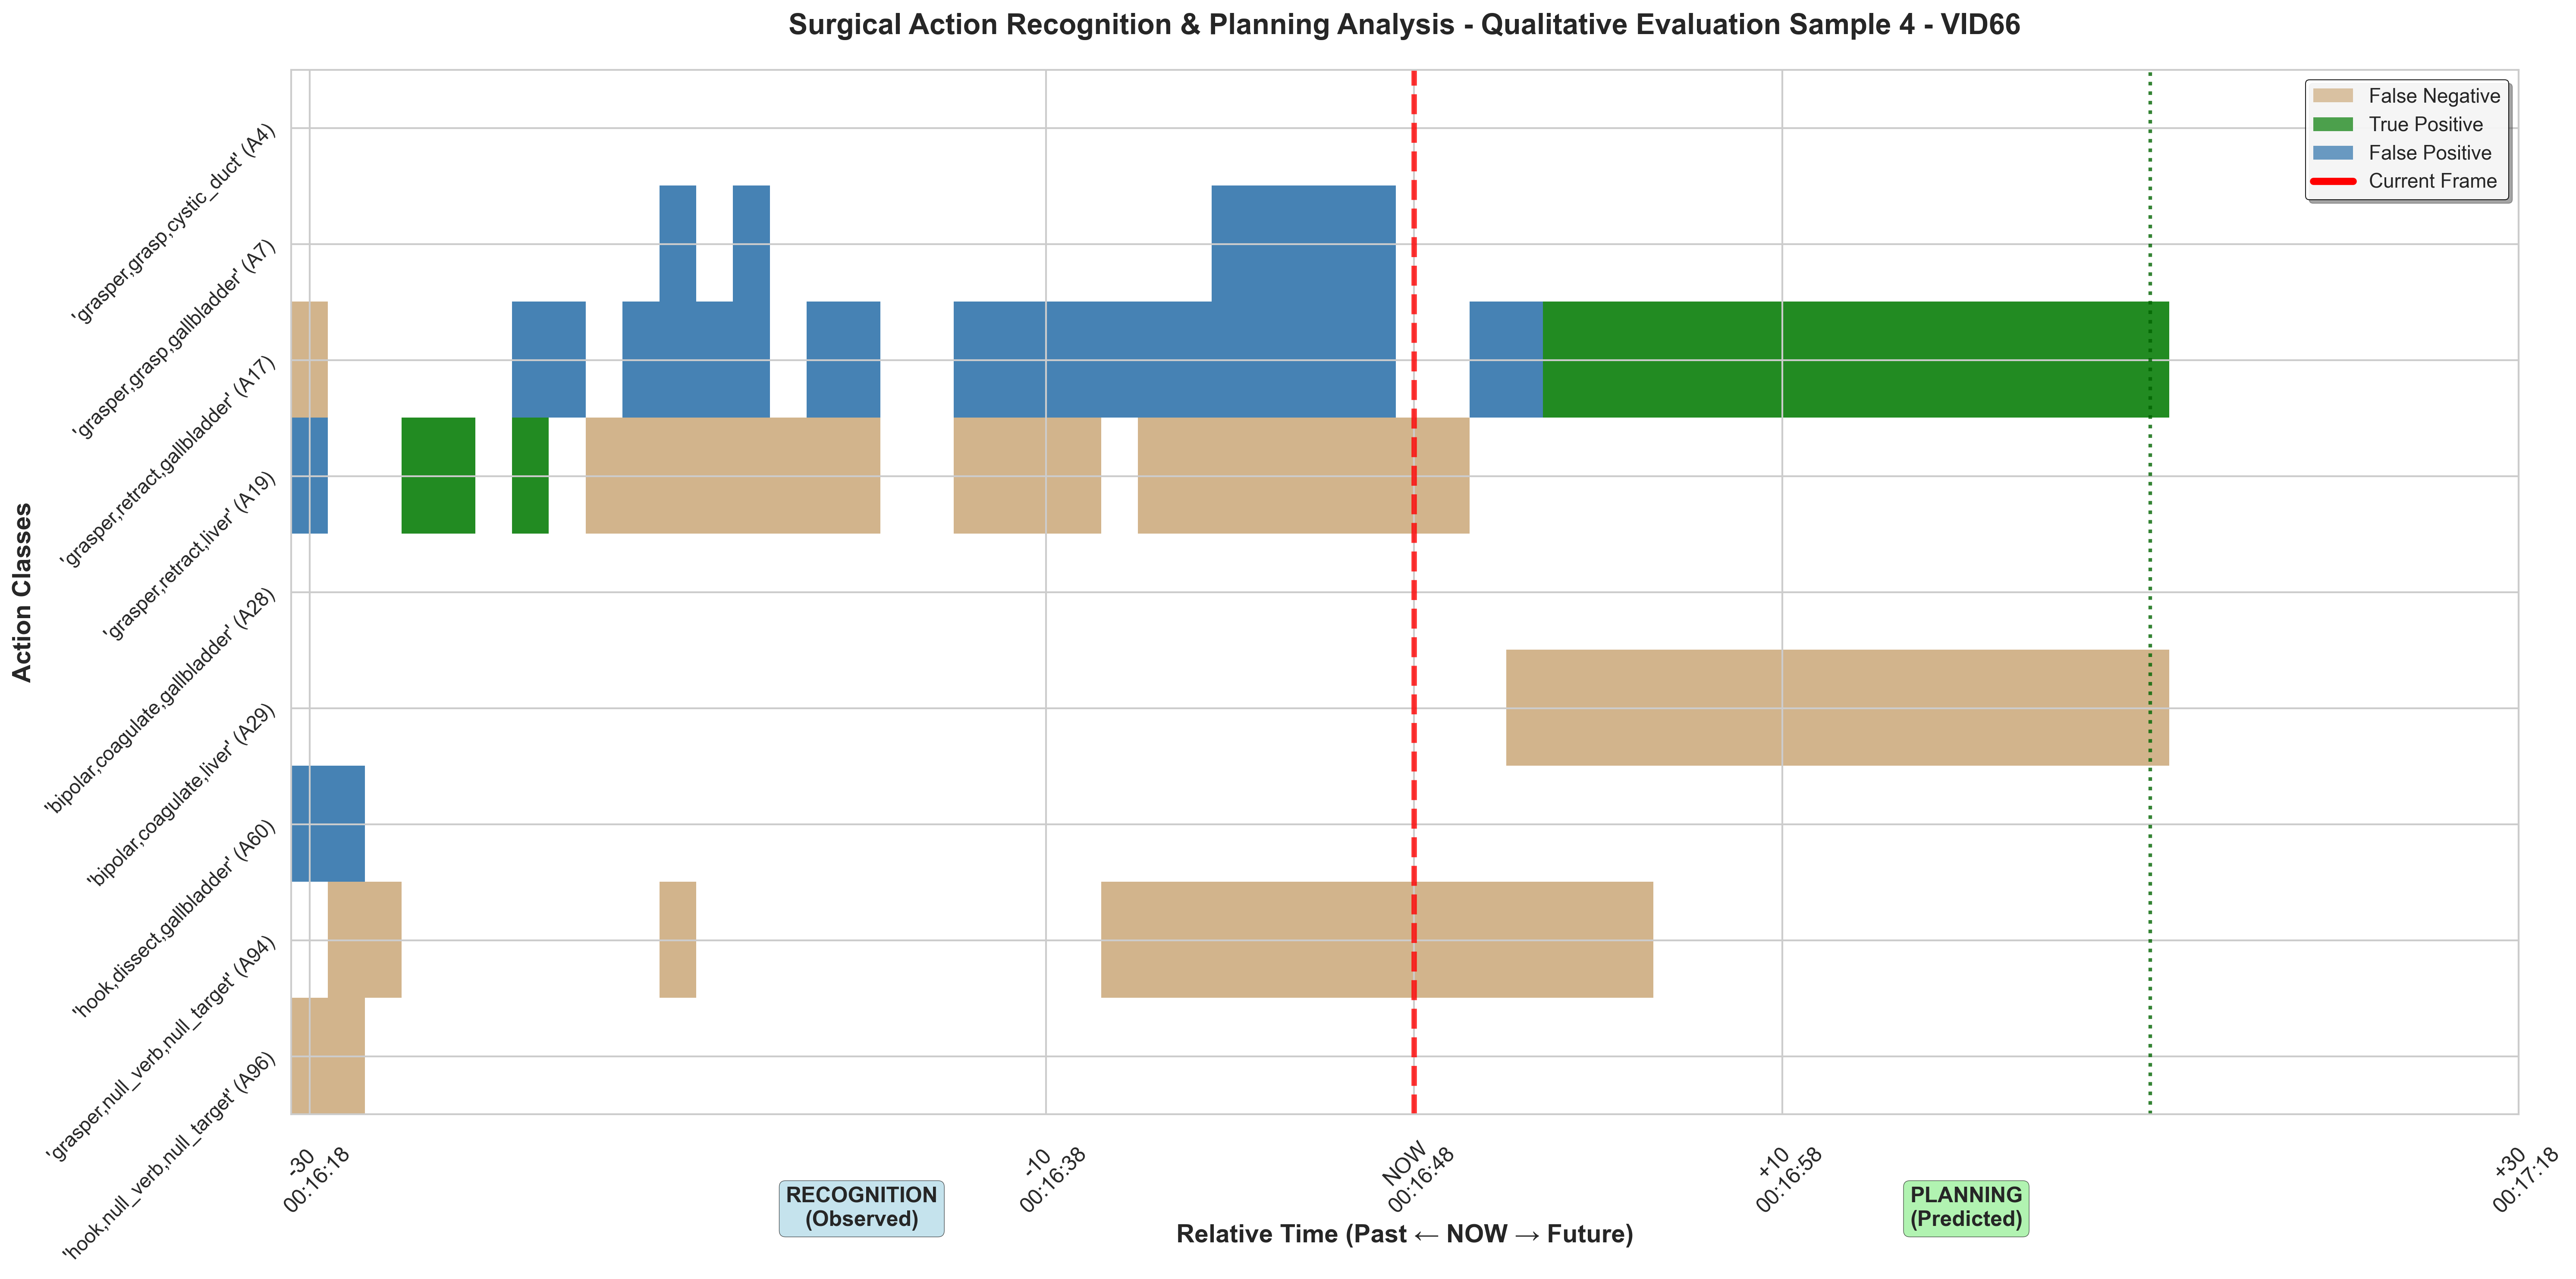 Surgical Action Recognition & Planning Analysis - Qualitative Evaluation Sample 4 - VID66
False Negative
True Positive
False Positive
Current Frame
Action Classes
'grasper,grasp,cystic_duct' (A4)
'grasper,grasp,gallbladder' (A7)
'grasper,retract,gallbladder' (A17)
'grasper,retract,liver' (A19)
'bipolar,coagulate,gallbladder' (A28)
'bipolar,coagulate,liver' (A29)
'hook,dissect,gallbladder' (A60)
'grasper,null_verb,null_target' (A94)
'hook,null_verb,null_target' (A96)
-30
00:16:18
-10
00:16:38
NOW
00:16:48
+10
00:16:58
+30
00:17:18
RECOGNITION
(Observed)
PLANNING
(Predicted)
Relative Time (Past ← NOW → Future)